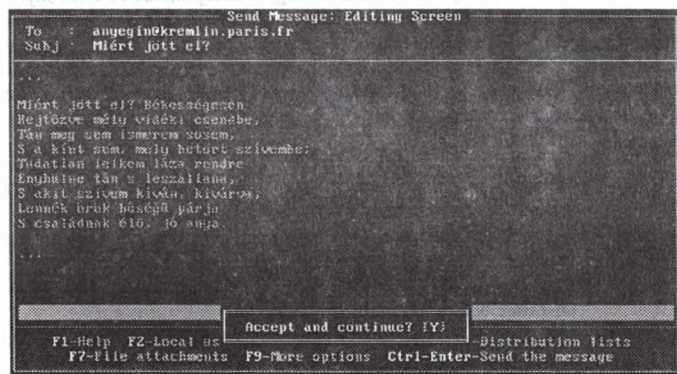 Send Message: Editing Screen
To : anyegin@kremlin.paris.fr
Subj : Miért jött el?
...
Miért jött el? Békességesen
Rejtőzve mély vidéki csendbe,
Tán meg sem ismerem sosem,
S a kínt sem, mely betört szívembe;
Tudatlan lelkem láza rendre
Enyhülne tán s leszállana,
S akit szívem kíván, kivárva,
Lennék örök hűségű párja
S családnak élő, jó anya.
...
Accept and continue? [Y]
F1-Help F2-Local us -Distribution lists
F7-File attachments F9-More options Ctrl-Enter-Send the message